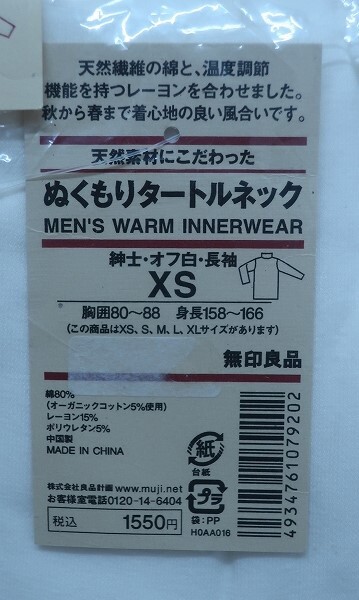 天然繊維の綿と、温度調節
機能を持つレーヨンを合わせました。
秋から春まで着心地の良い風合いです。
天然素材にこだわった
ぬくもりタートルネック
MEN'S WARM INNERWEAR
紳士・オフ白・長袖
XS
胸囲80〜88 身長158〜166
(この商品はXS、S、M、L、XLサイズがあります)
無印良品
綿80%
(オーガニックコットン5%使用)
レーヨン15%
ポリウレタン5%
中国製
MADE IN CHINA
株式会社良品計画 www.muji.net
お客様室電話0120-14-6404
税込 1550円
紙
台紙
プラ
袋:PP
H0AA016
4934761079202